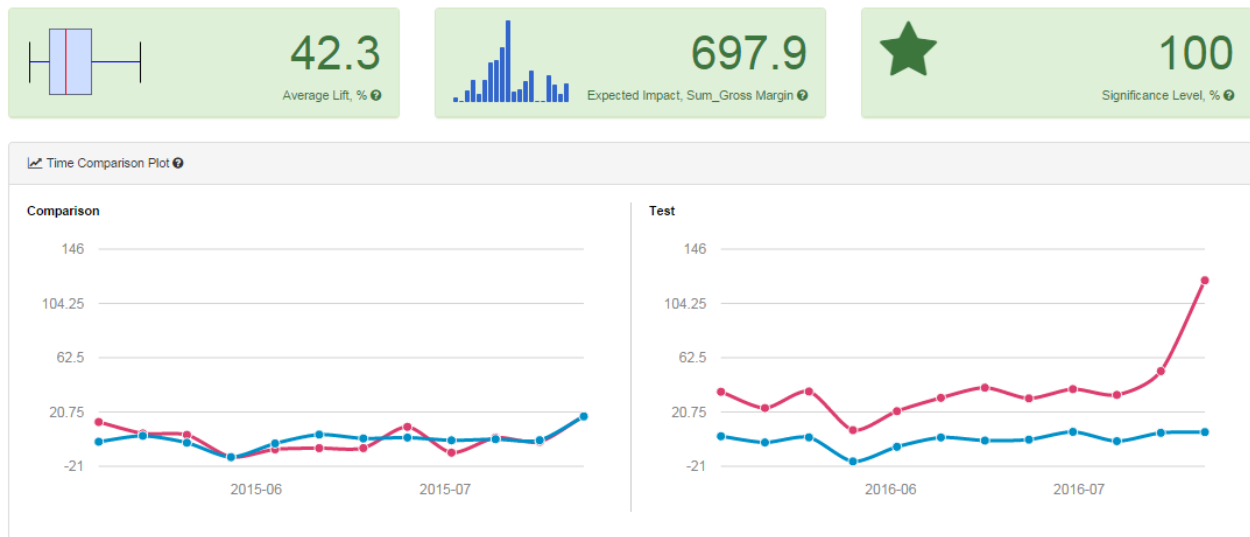 42.3
Average Lift, %
697.9
Expected Impact, Sum_Gross Margin
100
Significance Level, %
Time Comparison Plot
Comparison
146
104.25
62.5
20.75
-21
2015-06
2015-07
Test
146
104.25
62.5
20.75
-21
2016-06
2016-07